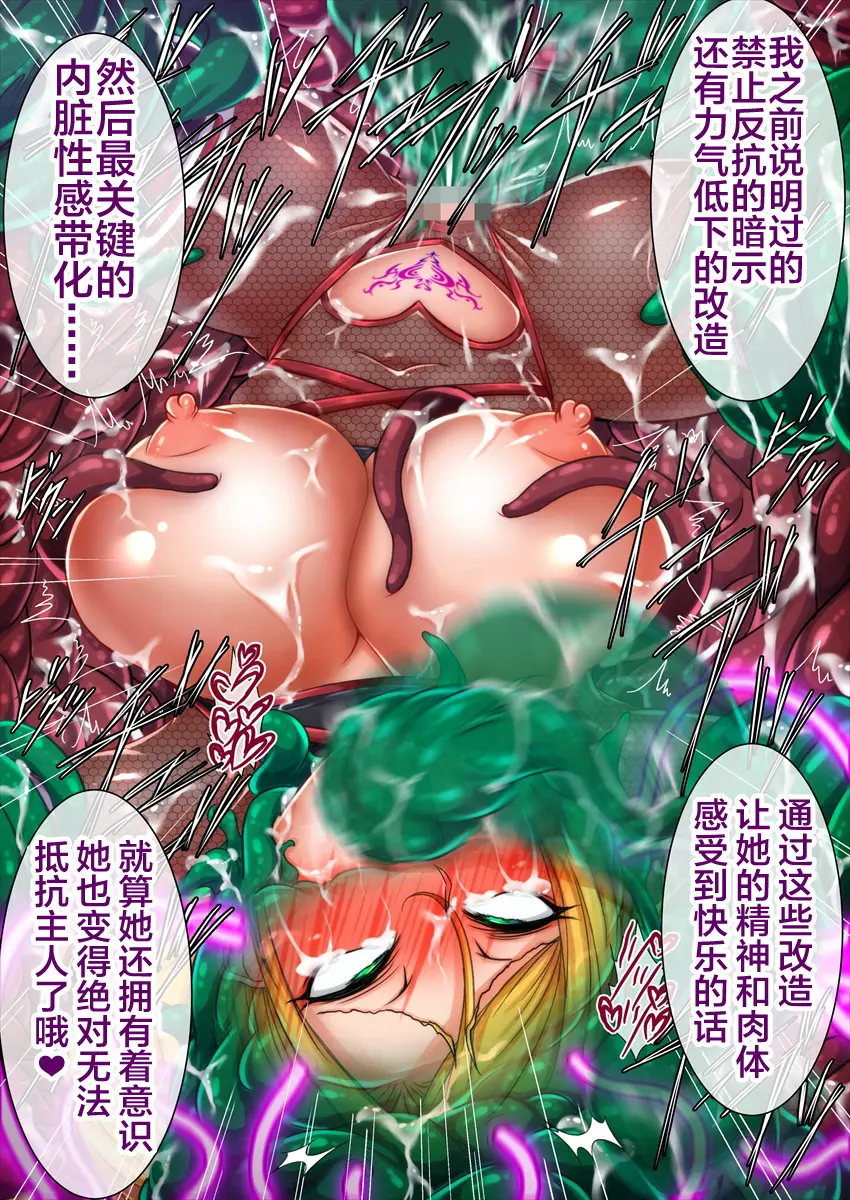 我之前说明过的
禁止反抗的暗示
还有力气低下的改造
然后最关键的
内脏性感带化……
通过这些改造
让她的精神和肉体
感受到快乐的话
就算她还拥有着意识
她也变得绝对无法
抵抗主人了哦♥